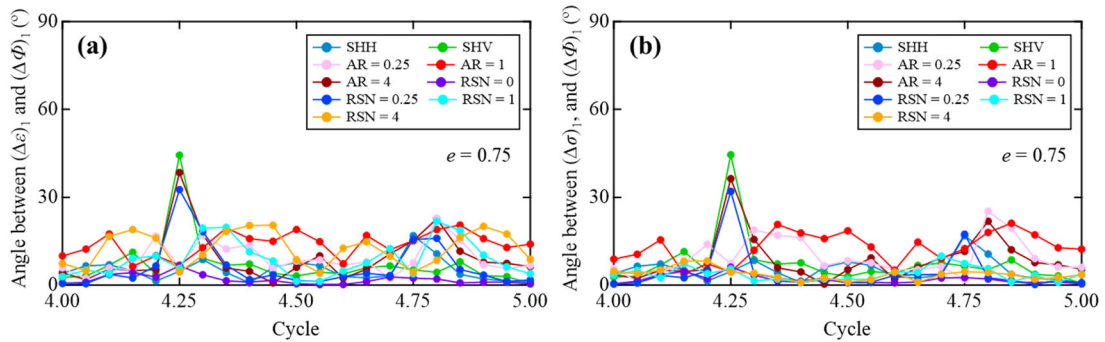 Angle between (Δε)₁ and (ΔΦ)₁ (°)
90
60
30
0
(a)
SHH SHV
AR = 0.25 AR = 1
AR = 4 RSN = 0
RSN = 0.25 RSN = 1
RSN = 4
e = 0.75
4.00 4.25 4.50 4.75 5.00
Cycle
Angle between (Δσ)₁, and (ΔΦ)₁ (°)
90
60
30
0
(b)
SHH SHV
AR = 0.25 AR = 1
AR = 4 RSN = 0
RSN = 0.25 RSN = 1
RSN = 4
e = 0.75
4.00 4.25 4.50 4.75 5.00
Cycle